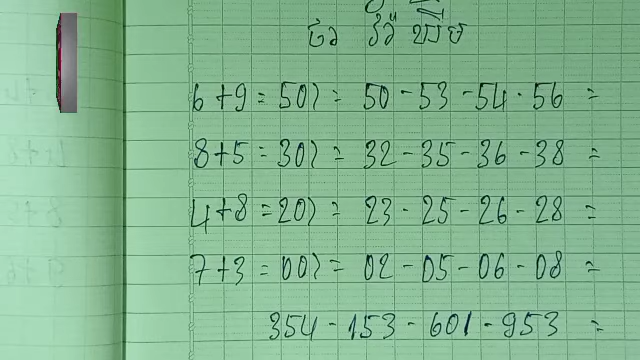 6+9 = 50) = 50 - 53 - 54 - 56 =
8+5 = 30) = 32 - 35 - 36 - 38 =
4+8 = 20) = 23 - 25 - 26 - 28 =
7+3 = 00) = 02 - 05 - 06 - 08 =
354 - 153 - 601 - 953 =